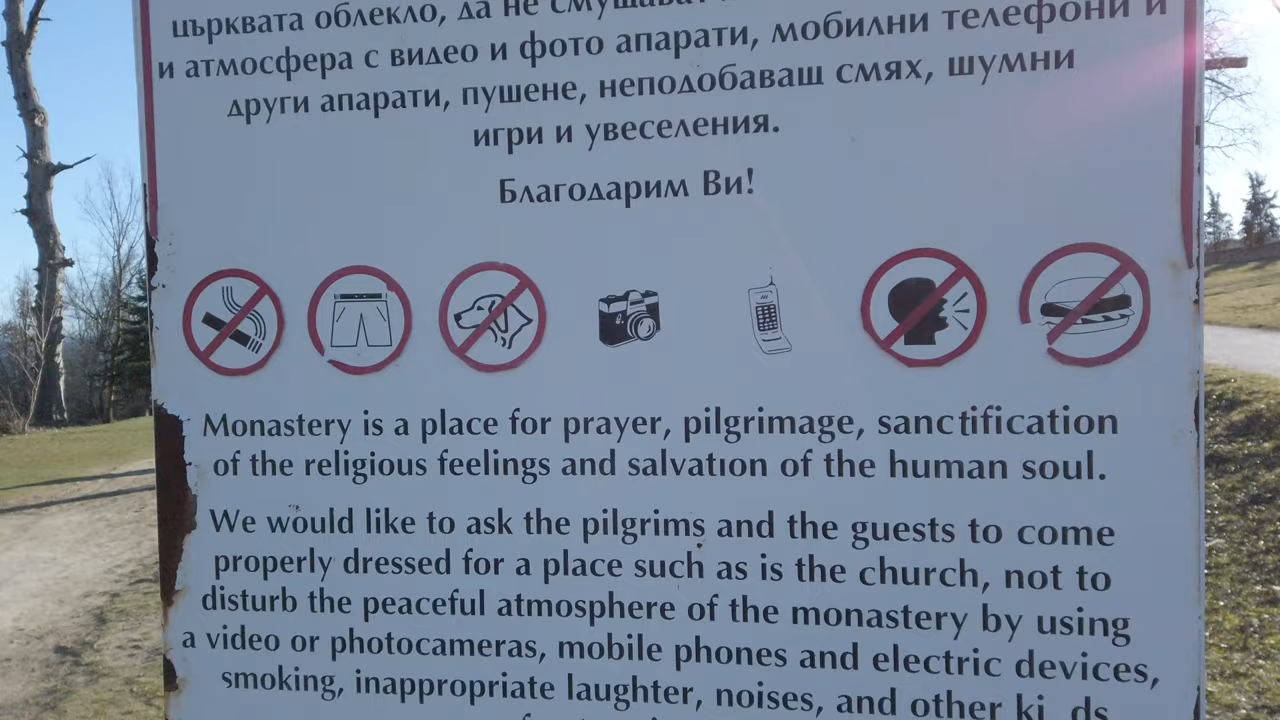 църквата облекло, да не смущават
и атмосфера с видео и фото апарати, мобилни телефони и
други апарати, пушене, неподобаващ смях, шумни
игри и увеселения.
Благодарим Ви!
Monastery is a place for prayer, pilgrimage, sanctification
of the religious feelings and salvation of the human soul.
We would like to ask the pilgrims and the guests to come
properly dressed for a place such as is the church, not to
disturb the peaceful atmosphere of the monastery by using
a video or photocameras, mobile phones and electric devices,
smoking, inappropriate laughter, noises, and other ki ds